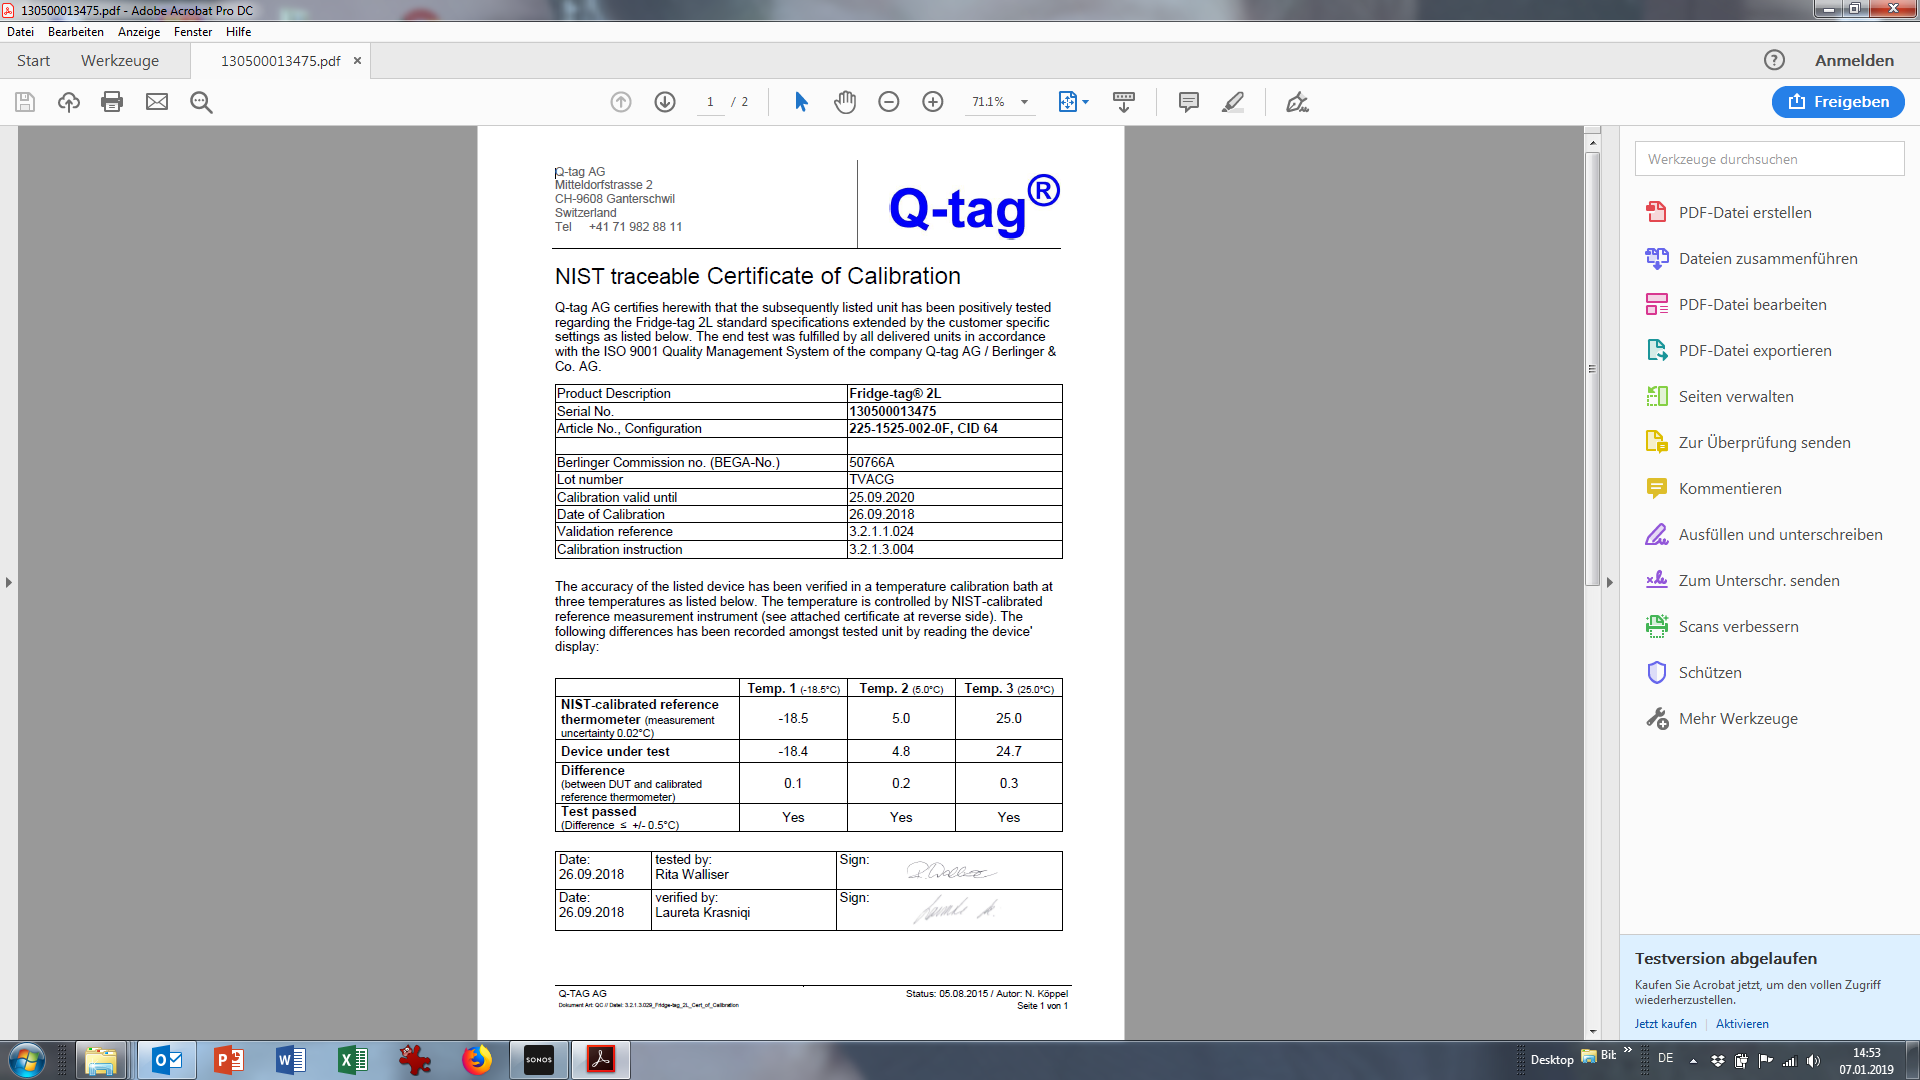 130500013475.pdf - Adobe Acrobat Pro DC
Datei Bearbeiten Anzeige Fenster Hilfe
Start Werkzeuge 130500013475.pdf × ? Anmelden
1 / 2 71.1% Freigeben
Q-tag AG
Mitteldorfstrasse 2
CH-9608 Ganterschwil
Switzerland
Tel +41 71 982 88 11
Q-tag®
NIST traceable Certificate of Calibration
Q-tag AG certifies herewith that the subsequently listed unit has been positively tested
regarding the Fridge-tag 2L standard specifications extended by the customer specific
settings as listed below. The end test was fulfilled by all delivered units in accordance
with the ISO 9001 Quality Management System of the company Q-tag AG / Berlinger &
Co. AG.
Product Description Fridge-tag® 2L
Serial No. 130500013475
Article No., Configuration 225-1525-002-0F, CID 64
Berlinger Commission no. (BEGA-No.) 50766A
Lot number TVACG
Calibration valid until 25.09.2020
Date of Calibration 26.09.2018
Validation reference 3.2.1.1.024
Calibration instruction 3.2.1.3.004
The accuracy of the listed device has been verified in a temperature calibration bath at
three temperatures as listed below. The temperature is controlled by NIST-calibrated
reference measurement instrument (see attached certificate at reverse side). The
following differences has been recorded amongst tested unit by reading the device'
display:
Temp. 1 (-18.5°C) Temp. 2 (5.0°C) Temp. 3 (25.0°C)
NIST-calibrated reference
thermometer (measurement
uncertainty 0.02°C)
-18.5 5.0 25.0
Device under test -18.4 4.8 24.7
Difference
(between DUT and calibrated
reference thermometer)
0.1 0.2 0.3
Test passed
(Difference ≤ +/- 0.5°C)
Yes Yes Yes
Date: tested by: Sign:
26.09.2018 Rita Walliser
Date: verified by: Sign:
26.09.2018 Laureta Krasniqi
Q-TAG AG Status: 05.08.2015 / Autor: N. Köppel
Dokument Art: QC // Datei: 3.2.1.3.029_Fridge-tag_2L_Cert_of_Calibration Seite 1 von 1
Werkzeuge durchsuchen
PDF-Datei erstellen
Dateien zusammenführen
PDF-Datei bearbeiten
PDF-Datei exportieren
Seiten verwalten
Zur Überprüfung senden
Kommentieren
Ausfüllen und unterschreiben
Zum Unterschr. senden
Scans verbessern
Schützen
Mehr Werkzeuge
Testversion abgelaufen
Kaufen Sie Acrobat jetzt, um den vollen Zugriff
wiederherzustellen.
Jetzt kaufen | Aktivieren
SONOS
Desktop Bib » DE
14:53
07.01.2019